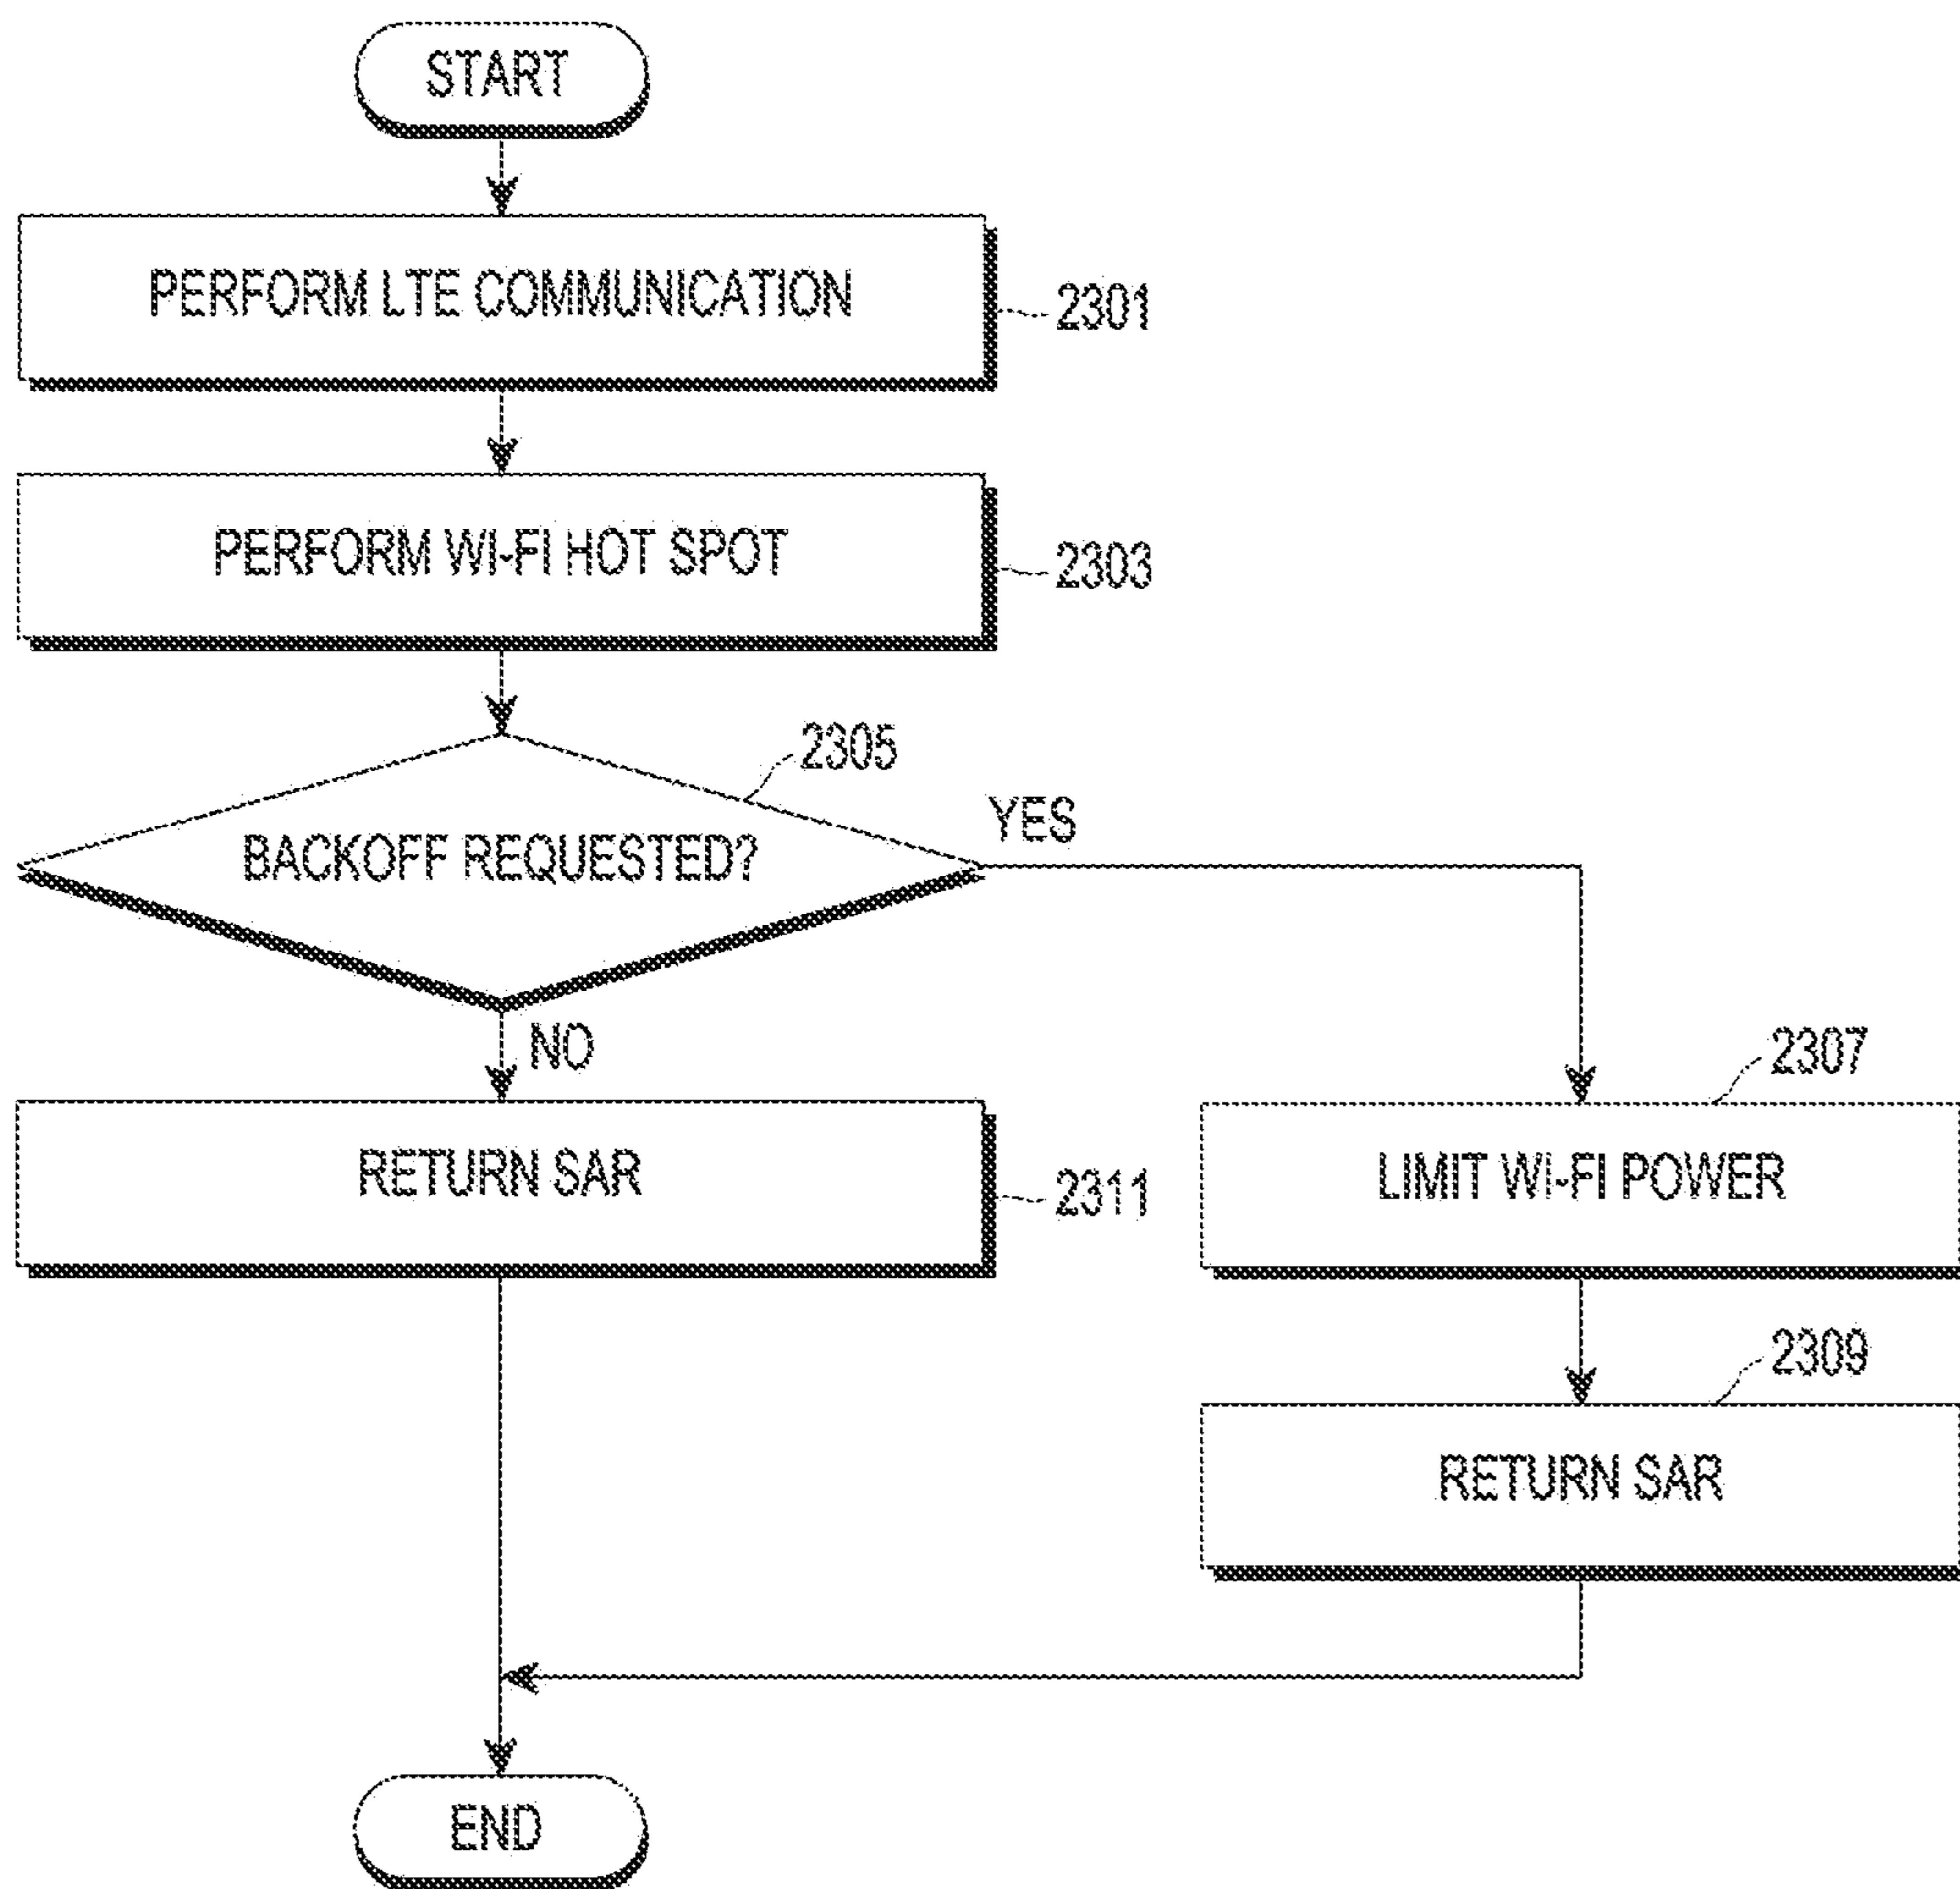 START
PERFORM LTE COMMUNICATION
2301
PERFORM WI-FI HOT SPOT
2303
2305
BACKOFF REQUESTED?
YES
NO
RETURN SAR
2311
2307
LIMIT WI-FI POWER
2309
RETURN SAR
END